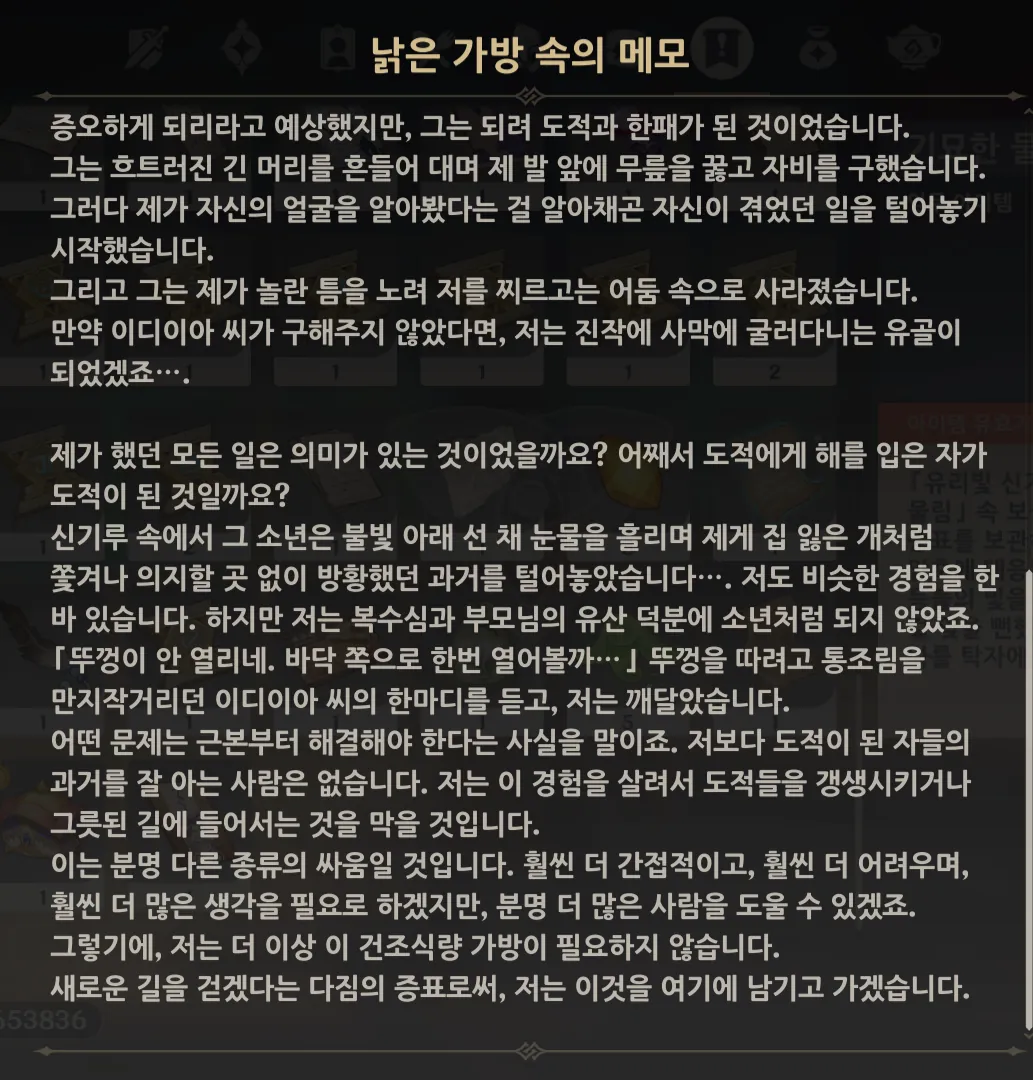 낡은 가방 속의 메모
증오하게 되리라고 예상했지만, 그는 되려 도적과 한패가 된 것이었습니다.
그는 흐트러진 긴 머리를 흔들어 대며 제 발 앞에 무릎을 꿇고 자비를 구했습니다.
그러다 제가 자신의 얼굴을 알아봤다는 걸 알아채곤 자신이 겪었던 일을 털어놓기
시작했습니다.
그리고 그는 제가 놀란 틈을 노려 저를 찌르고는 어둠 속으로 사라졌습니다.
만약 이디이아 씨가 구해주지 않았다면, 저는 진작에 사막에 굴러다니는 유골이
되었겠죠….
제가 했던 모든 일은 의미가 있는 것이었을까요? 어째서 도적에게 해를 입은 자가
도적이 된 것일까요?
신기루 속에서 그 소년은 불빛 아래 선 채 눈물을 흘리며 제게 집 잃은 개처럼
쫓겨나 의지할 곳 없이 방황했던 과거를 털어놓았습니다…. 저도 비슷한 경험을 한
바 있습니다. 하지만 저는 복수심과 부모님의 유산 덕분에 소년처럼 되지 않았죠.
「뚜껑이 안 열리네. 바닥 쪽으로 한번 열어볼까…」 뚜껑을 따려고 통조림을
만지작거리던 이디이아 씨의 한마디를 듣고, 저는 깨달았습니다.
어떤 문제는 근본부터 해결해야 한다는 사실을 말이죠. 저보다 도적이 된 자들의
과거를 잘 아는 사람은 없습니다. 저는 이 경험을 살려서 도적들을 갱생시키거나
그릇된 길에 들어서는 것을 막을 것입니다.
이는 분명 다른 종류의 싸움일 것입니다. 훨씬 더 간접적이고, 훨씬 더 어려우며,
훨씬 더 많은 생각을 필요로 하겠지만, 분명 더 많은 사람을 도울 수 있겠죠.
그렇기에, 저는 더 이상 이 건조식량 가방이 필요하지 않습니다.
새로운 길을 걷겠다는 다짐의 증표로써, 저는 이것을 여기에 남기고 가겠습니다.
653836